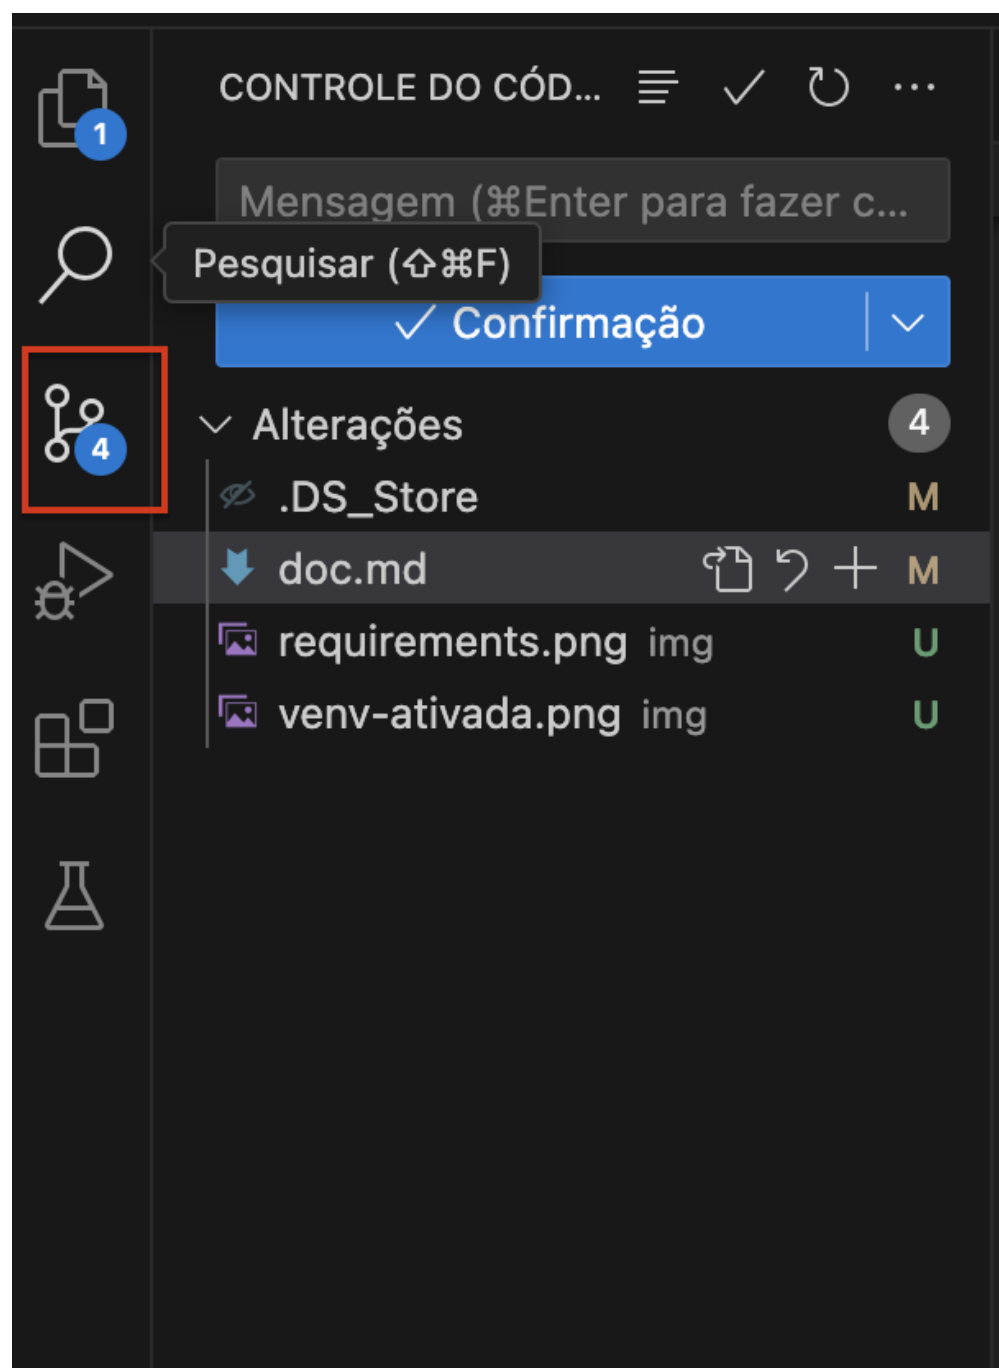 CONTROLE DO CÓD...
1
Mensagem (⌘Enter para fazer c...
Pesquisar (⇧⌘F)
Confirmação
4
Alterações 4
.DS_Store M
doc.md M
requirements.png img U
venv-ativada.png img U